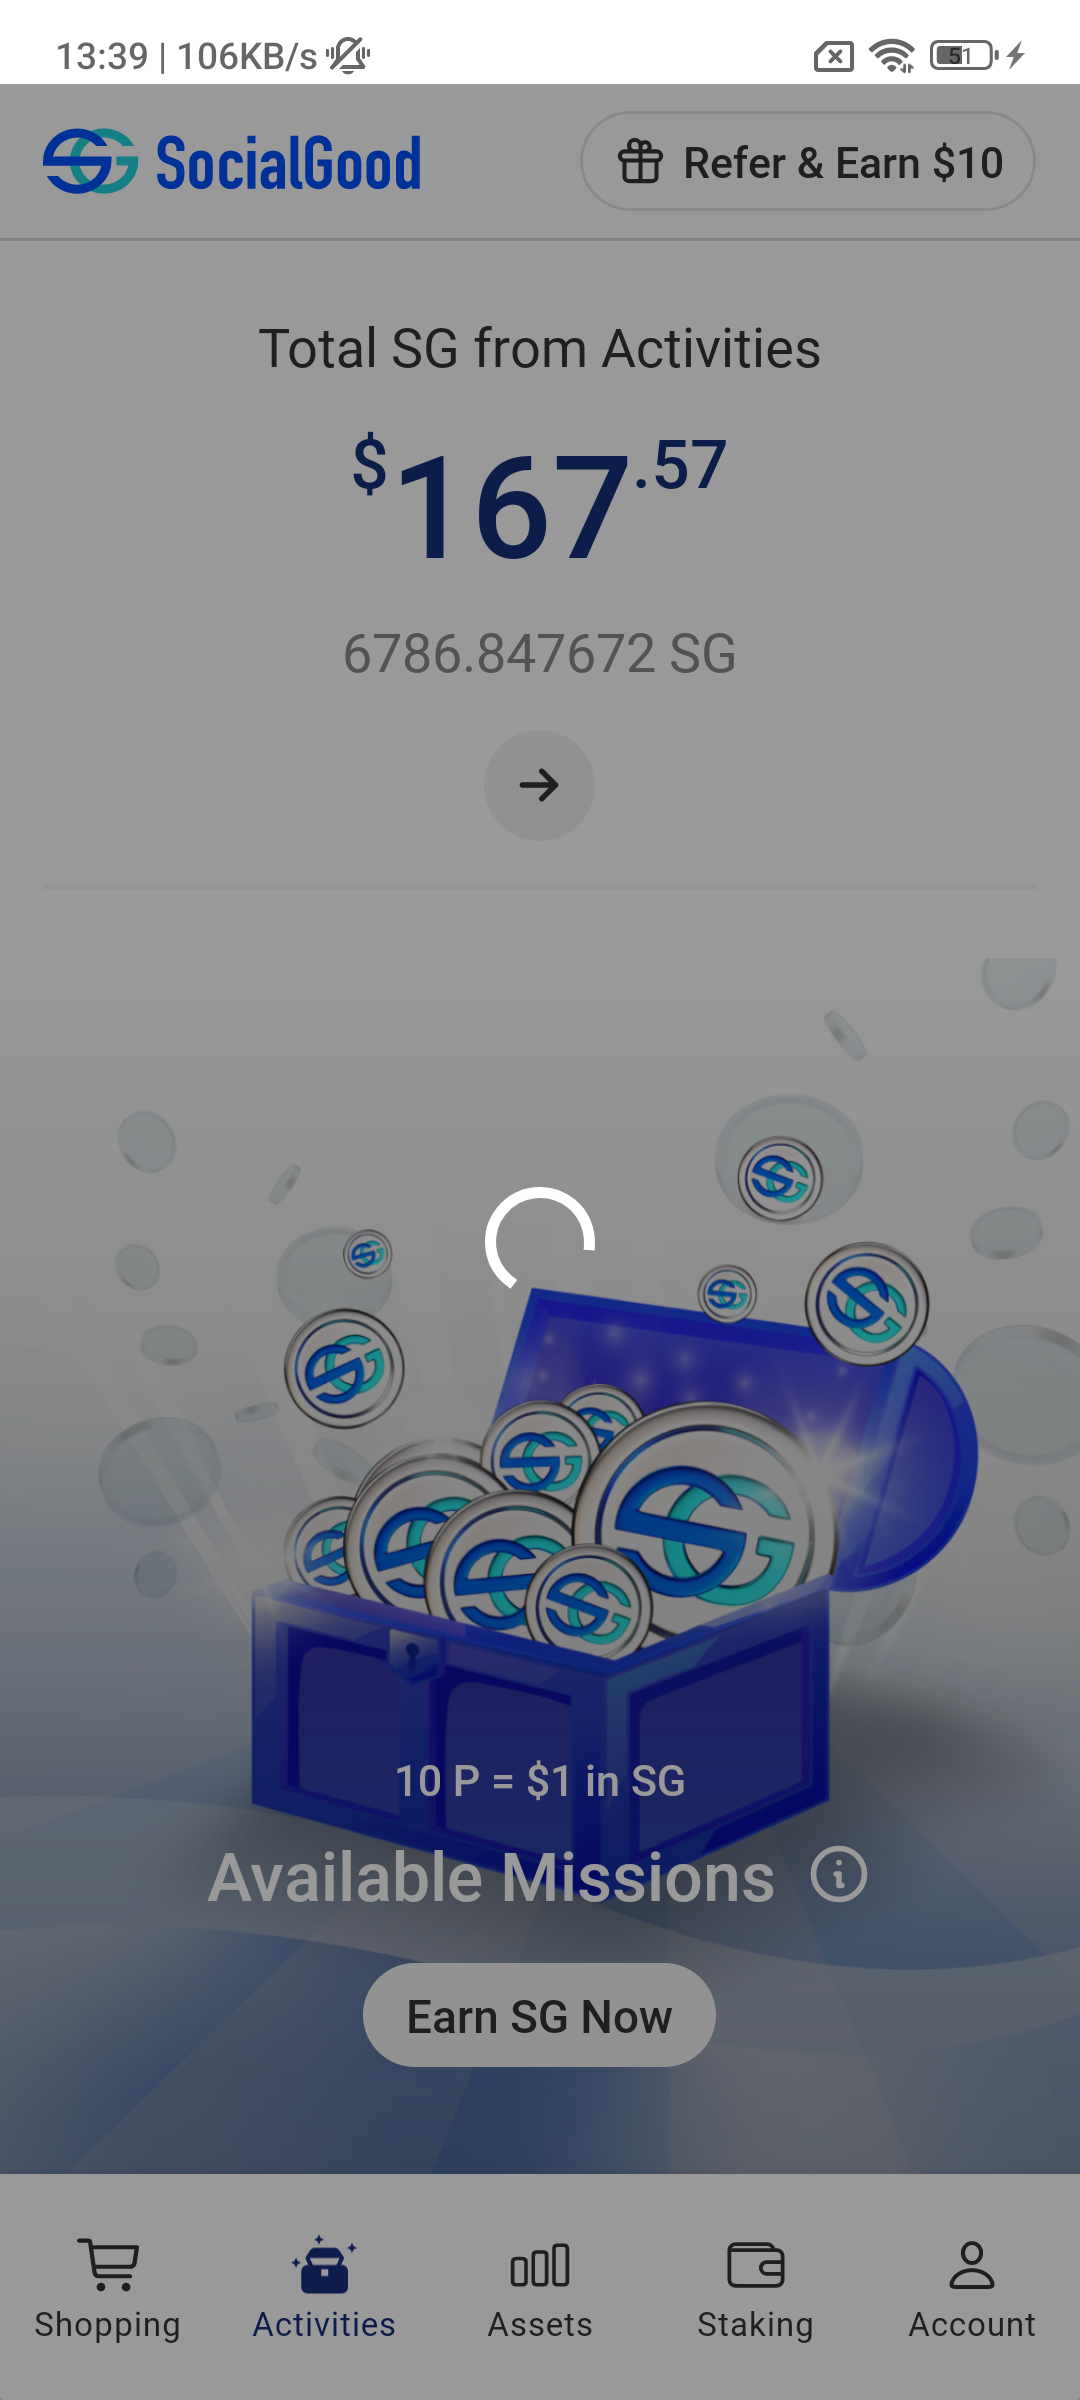 13:39 | 106KB/s
51
SocialGood
Refer & Earn $10
Total SG from Activities
$167.57
6786.847672 SG
10 P = $1 in SG
Available Missions
Earn SG Now
Shopping
Activities
Assets
Staking
Account